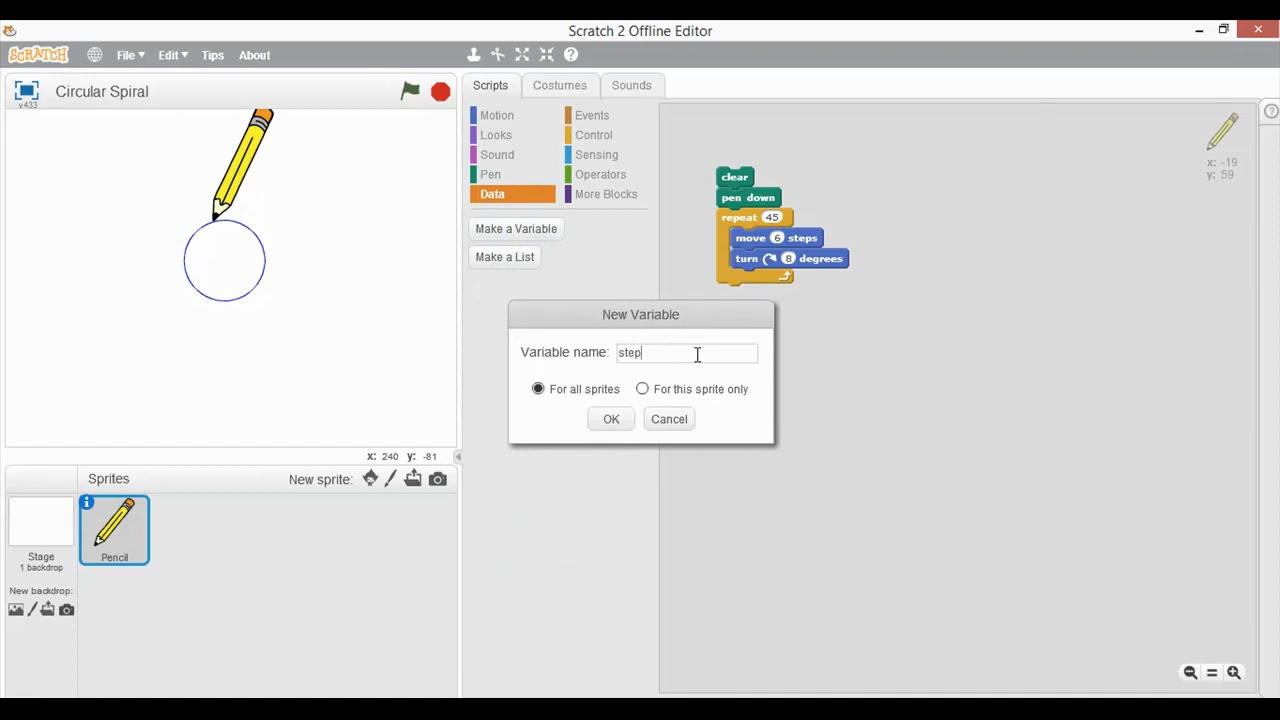 Scratch 2 Offline Editor
SCRATCH File Edit Tips About
v433 Circular Spiral
Scripts Costumes Sounds
Motion Events
Looks Control
Sound Sensing
Pen Operators
Data More Blocks
Make a Variable
Make a List
x: -19
y: 59
clear
pen down
repeat 45
move 6 steps
turn 8 degrees
New Variable
Variable name: step
For all sprites For this sprite only
OK Cancel
x: 240 y: -81
Sprites New sprite:
Stage
1 backdrop
New backdrop:
Pencil